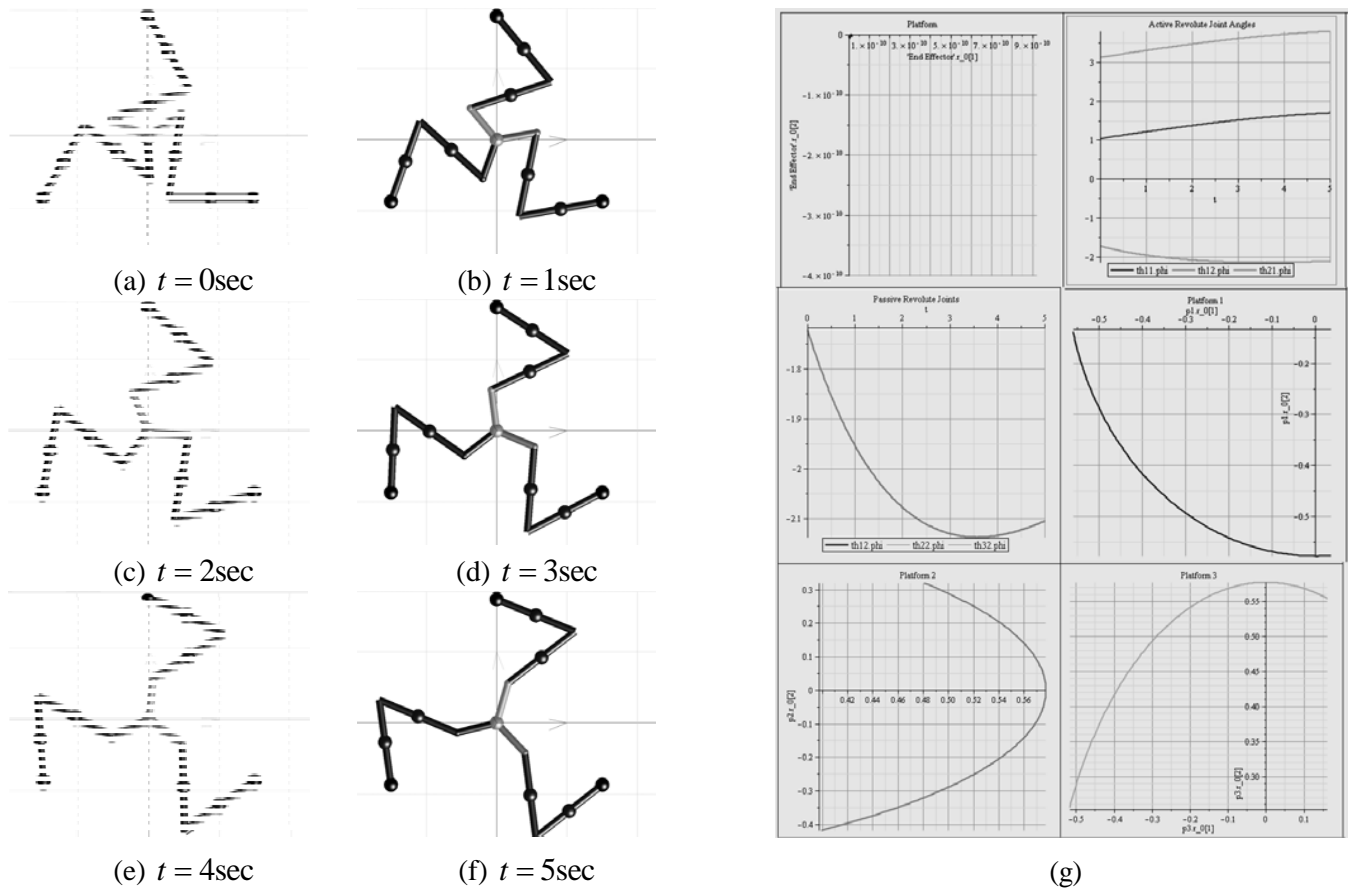 (a) t = 0sec
(b) t = 1sec
(c) t = 2sec
(d) t = 3sec
(e) t = 4sec
(f) t = 5sec
Platform
0 1. × 10⁻¹⁰ 3. × 10⁻¹⁰ 5. × 10⁻¹⁰ 7. × 10⁻¹⁰ 9. × 10⁻¹⁰
'End Effector'.r_0[1]
−1. × 10⁻¹⁰
−2. × 10⁻¹⁰
−3. × 10⁻¹⁰
−4. × 10⁻¹⁰
'End Effector'.r_0[2]
Active Revolute Joint Angles
3
2
1
0
−1
−2
1 2 3 4 5
t
th11.phi th12.phi th21.phi
Passive Revolute Joints
t
0 1 2 3 4 5
−1.8
−1.9
−2
−2.1
th12.phi th22.phi th32.phi
Platform 1
p1.r_0[1]
−0.5 −0.4 −0.3 −0.2 −0.1 0
−0.2
−0.3
−0.4
−0.5
p1.r_0[2]
Platform 2
0.3
0.2
0.1
0
−0.1
−0.2
−0.3
−0.4
0.42 0.44 0.46 0.48 0.50 0.52 0.54 0.56
p2.r_0[2]
Platform 3
0.55
0.50
0.45
0.40
0.35
0.30
p3.r_0[2]
−0.5 −0.4 −0.3 −0.2 −0.1 0 0.1
p3.r_0[1]
(g)